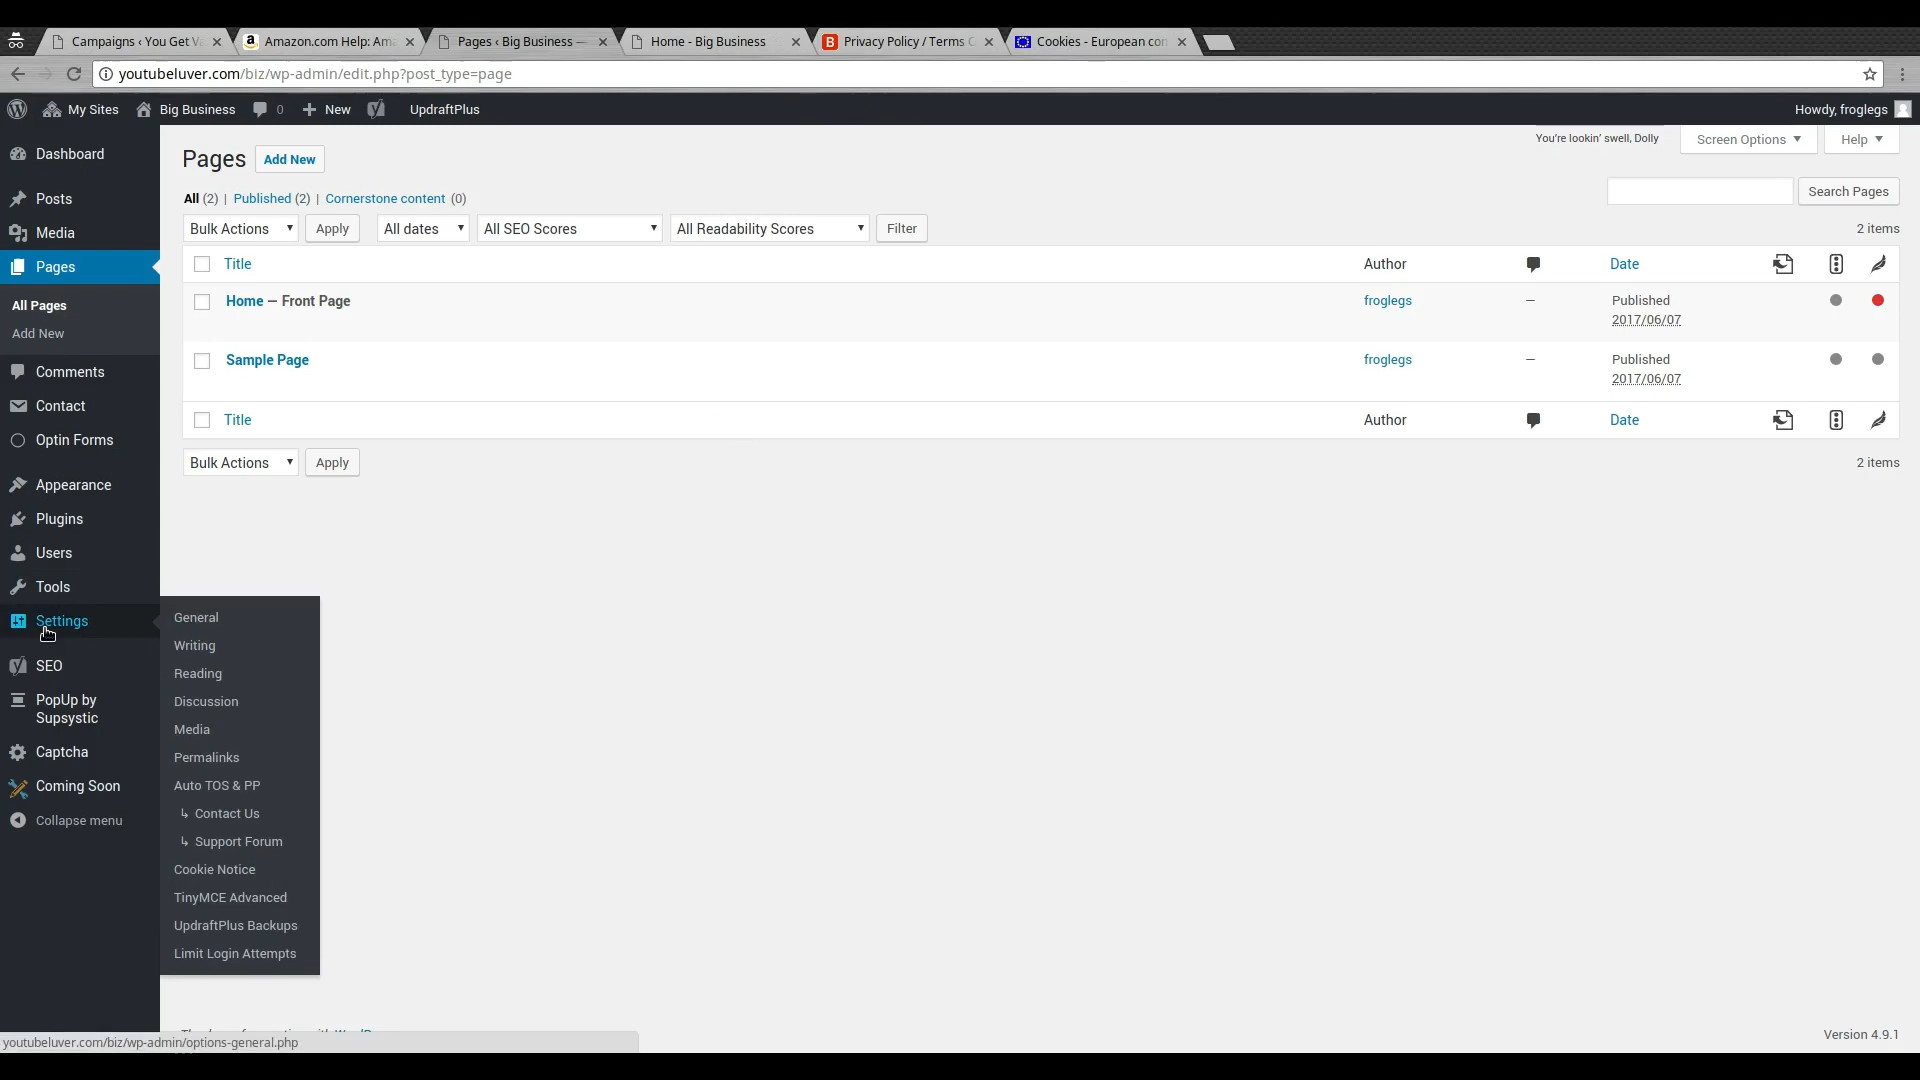 Campaigns ‹ You Get V
Amazon.com Help: Ama
Pages ‹ Big Business —
Home - Big Business
Privacy Policy / Terms C
Cookies - European con
youtubeluver.com/biz/wp-admin/edit.php?post_type=page
My Sites
Big Business
0
New
UpdraftPlus
Howdy, froglegs
Dashboard
Posts
Media
Pages
All Pages
Add New
Comments
Contact
Optin Forms
Appearance
Plugins
Users
Tools
Settings
SEO
PopUp by
Supsystic
Captcha
Coming Soon
Collapse menu
General
Writing
Reading
Discussion
Media
Permalinks
Auto TOS & PP
↳ Contact Us
↳ Support Forum
Cookie Notice
TinyMCE Advanced
UpdraftPlus Backups
Limit Login Attempts
You're lookin' swell, Dolly
Screen Options
Help
Pages
Add New
All (2) | Published (2) | Cornerstone content (0)
Search Pages
Bulk Actions
Apply
All dates
All SEO Scores
All Readability Scores
Filter
2 items
Title
Author
Date
Home — Front Page
froglegs
—
Published
2017/06/07
Sample Page
froglegs
—
Published
2017/06/07
Title
Author
Date
Bulk Actions
Apply
2 items
Version 4.9.1
youtubeluver.com/biz/wp-admin/options-general.php